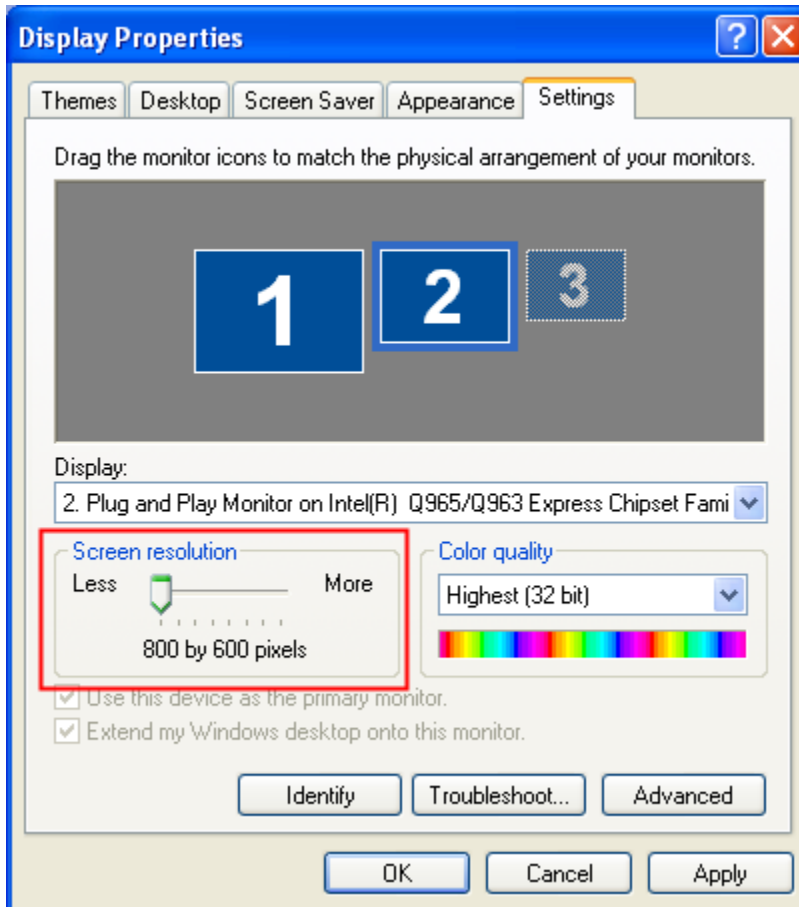 Display Properties
?
Themes Desktop Screen Saver Appearance Settings
Drag the monitor icons to match the physical arrangement of your monitors.
1 2 3
Display:
2. Plug and Play Monitor on Intel(R) Q965/Q963 Express Chipset Fami
Screen resolution Color quality
Less More Highest (32 bit)
800 by 600 pixels
Use this device as the primary monitor.
Extend my Windows desktop onto this monitor.
Identify Troubleshoot... Advanced
OK Cancel Apply